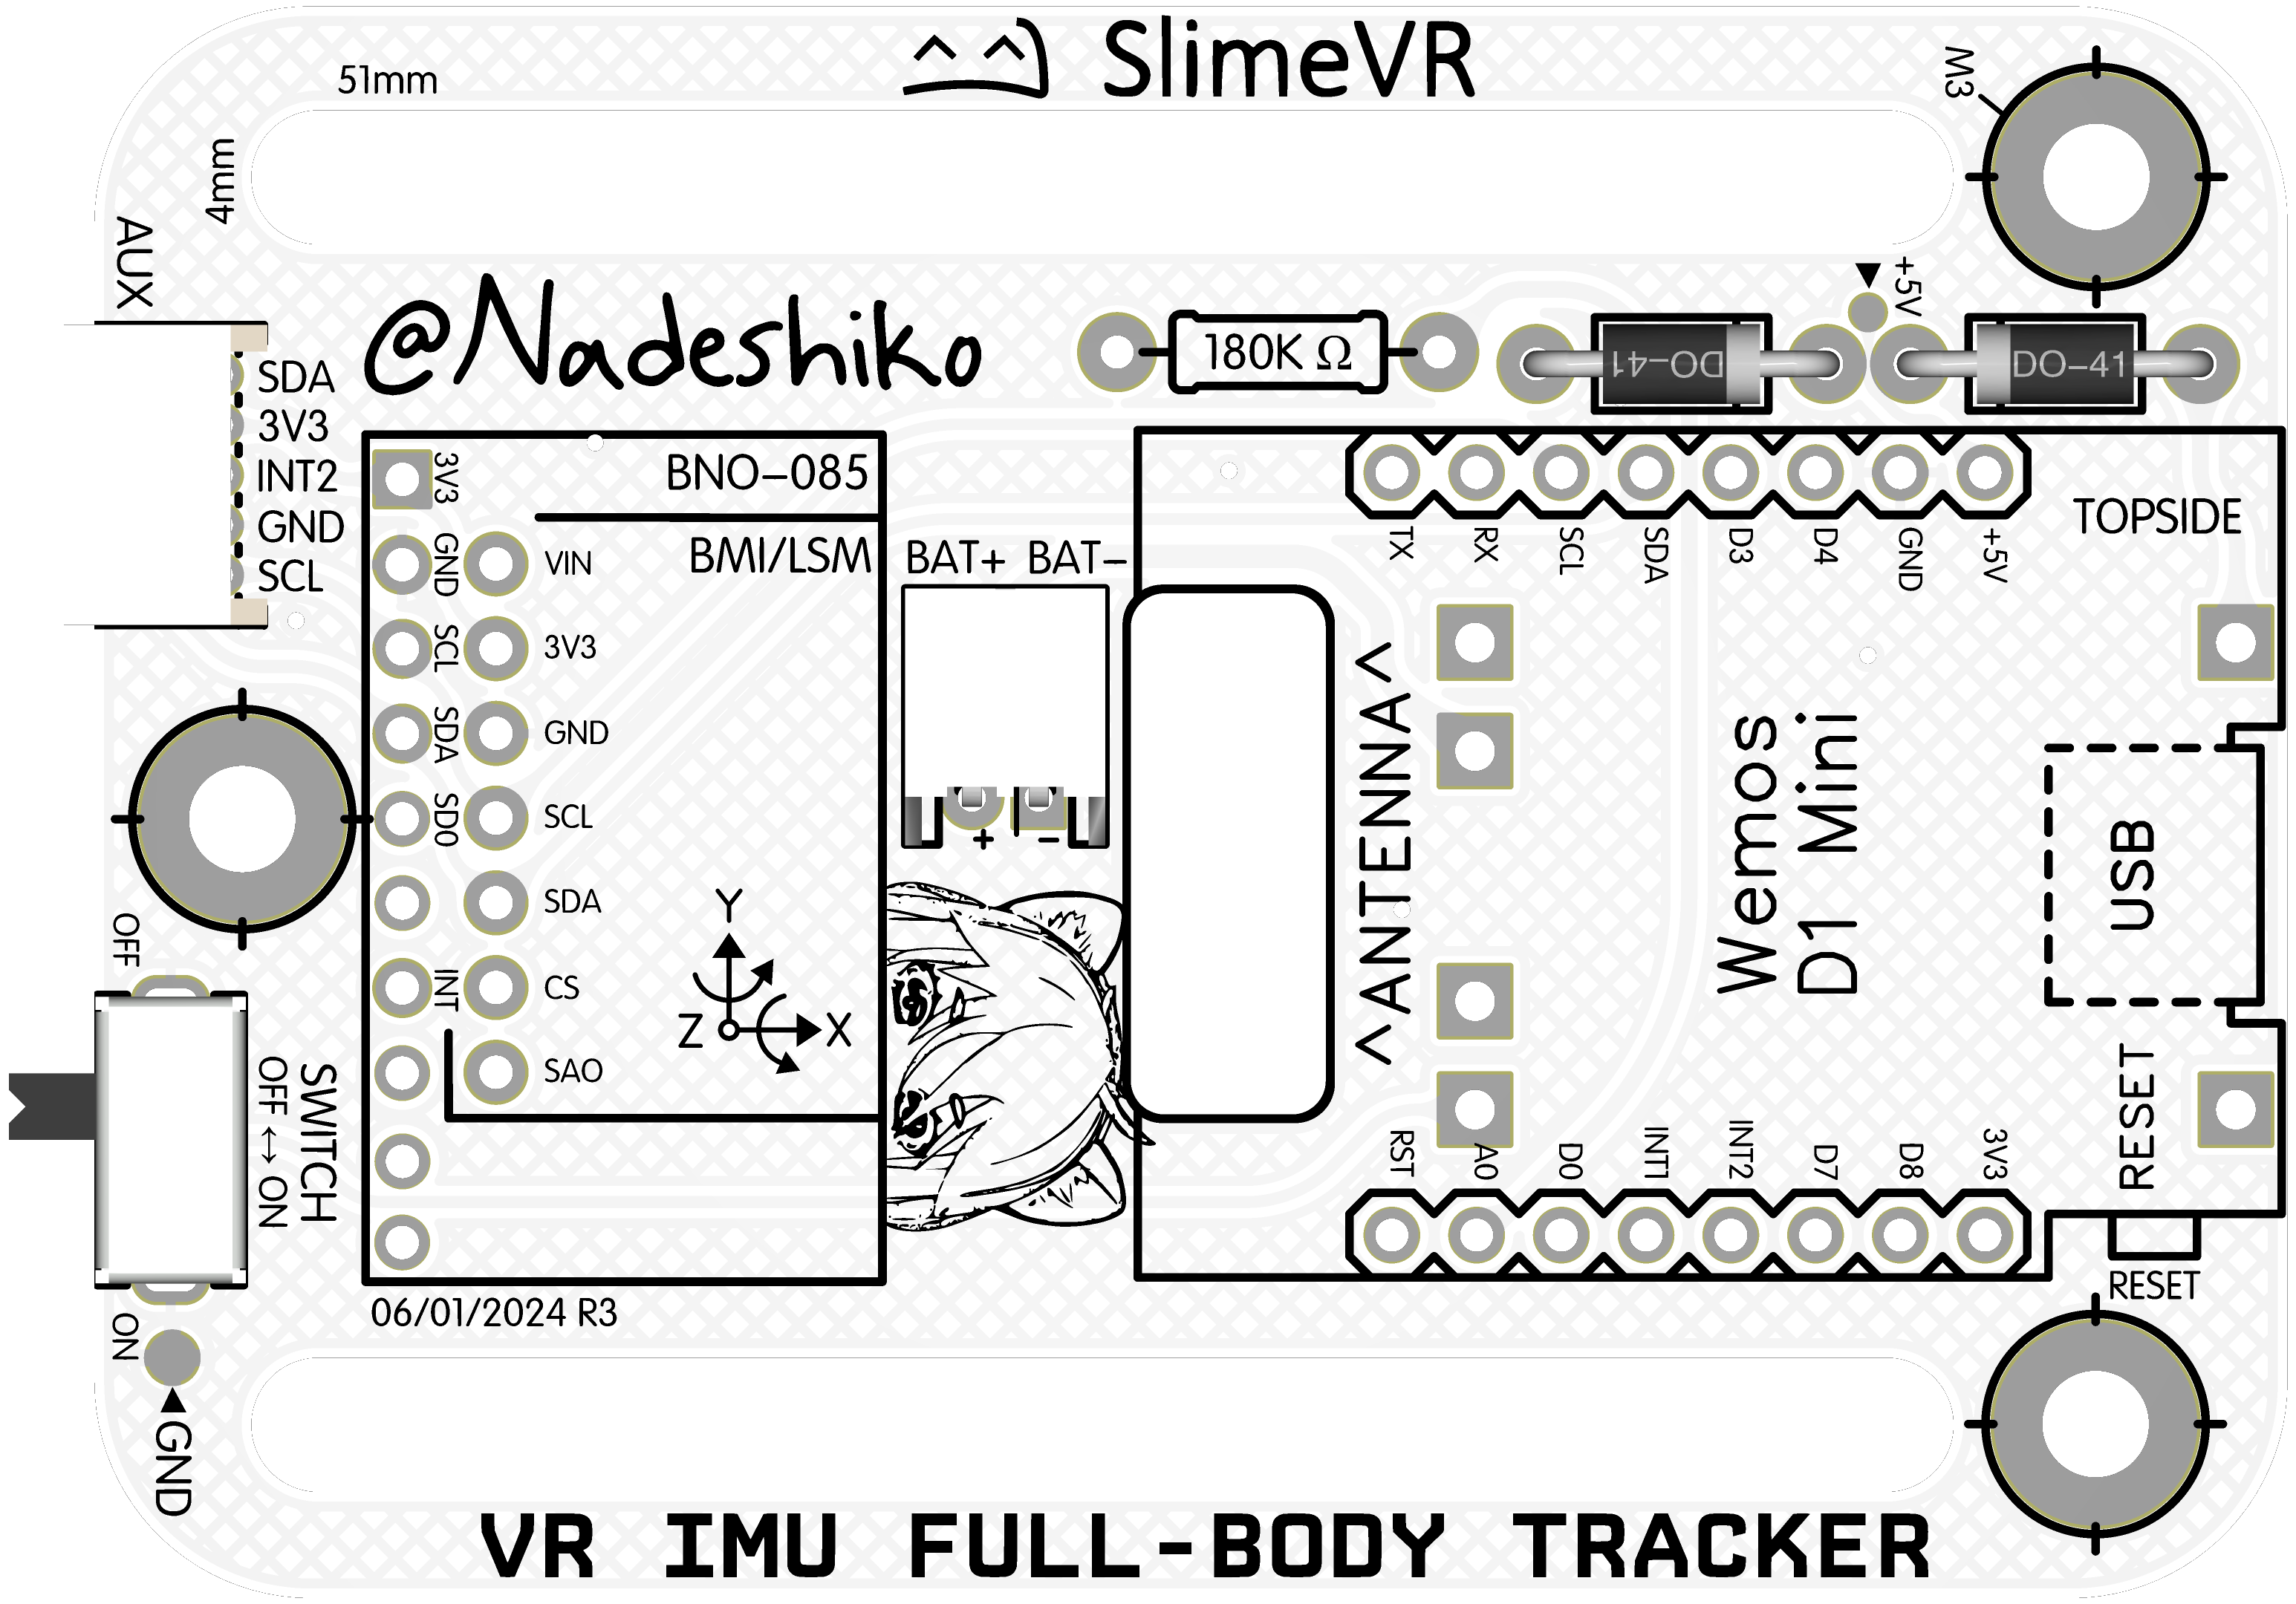 SlimeVR
51mm
4mm
M3
AUX
+5V
@Nadeshiko
180K Ω
DO-41
DO-41
SDA
3V3
INT2
GND
SCL
3V3
GND
SCL
SDA
SD0
INT
BNO-085
BMI/LSM
VIN
3V3
GND
SCL
SDA
CS
SAO
Y
Z
X
BAT+ BAT-
+
-
TX
RX
SCL
SDA
D3
D4
GND
+5V
TOPSIDE
<ANTENNA>
Wemos
D1 Mini
USB
RESET
RST
A0
D0
INT1
INT2
D7
D8
3V3
RESET
OFF
SWITCH
OFF ↔ ON
ON
GND
06/01/2024 R3
VR IMU FULL-BODY TRACKER